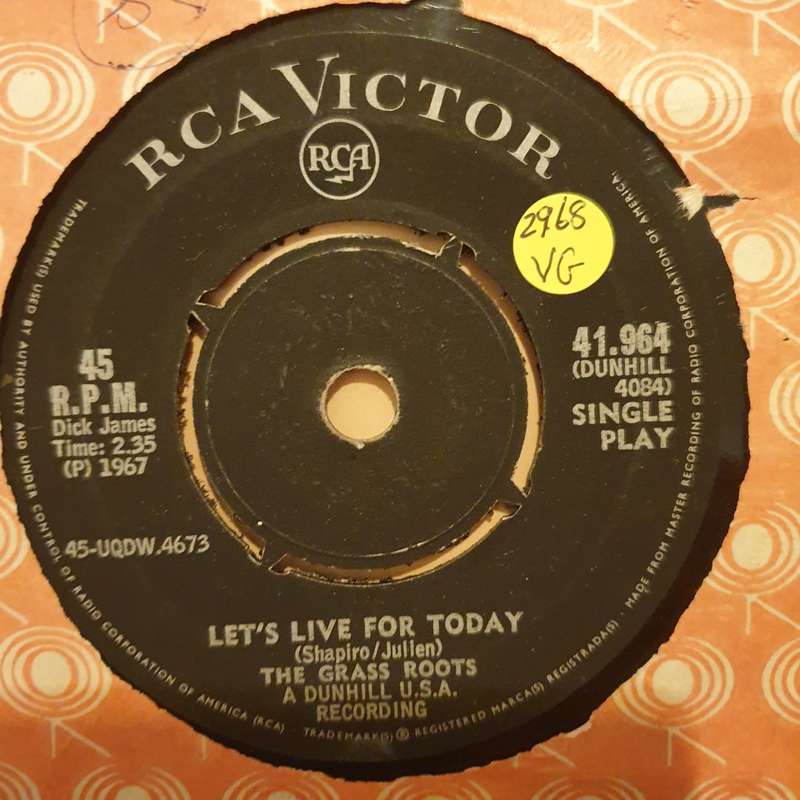 RCA VICTOR
RCA
2968
VG
45
R.P.M.
Dick James
Time: 2.35
(P) 1967
41.964
(DUNHILL
4084)
SINGLE
PLAY
45-UQDW.4673
LET'S LIVE FOR TODAY
(Shapiro/Julien)
THE GRASS ROOTS
A DUNHILL U.S.A.
RECORDING
TRADEMARK(S) USED BY AUTHORITY AND UNDER CONTROL OF RADIO CORPORATION OF AMERICA (RCA) - TRADEMARK(S) ® REGISTERED MARCA(S) REGISTRADA(S) - MADE FROM MASTER RECORDING OF RADIO CORPORATION OF AMERICA.